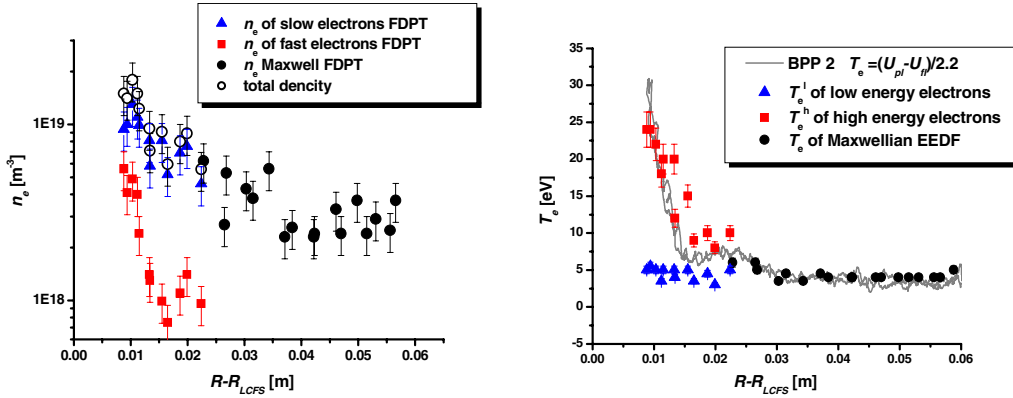 n_e of slow electrons FDPT
n_e of fast electrons FDPT
n_e Maxwell FDPT
total dencity
1E19
1E18
n_e [m⁻³]
0.00 0.01 0.02 0.03 0.04 0.05 0.06
R-R_LCFS [m]
BPP 2 T_e =(U_pl-U_fl)/2.2
T_e^l of low energy electrons
T_e^h of high energy electrons
T_e of Maxwellian EEDF
35
30
25
20
15
10
5
0
-5
T_e [eV]
0.00 0.01 0.02 0.03 0.04 0.05 0.06
R-R_LCFS [m]